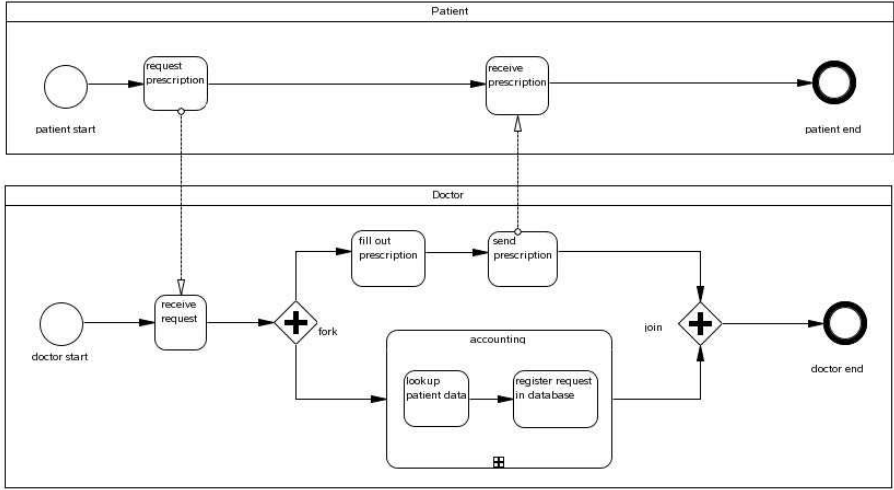 Patient
request
prescription
receive
prescription
patient start
patient end
Doctor
fill out
prescription
send
prescription
receive
request
fork
join
doctor start
doctor end
accounting
lookup
patient data
register request
in database